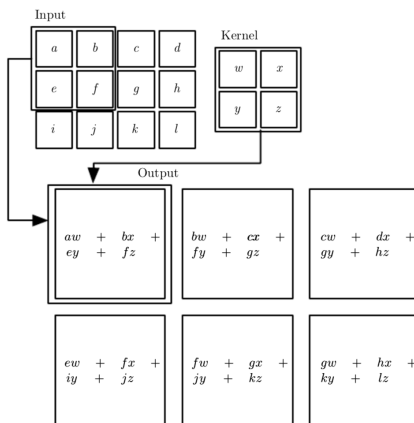 Input
Kernel
a b c d
w x
e f g h
y z
i j k l
Output
aw + bx +
ey + fz
bw + cx +
fy + gz
cw + dx +
gy + hz
ew + fx +
iy + jz
fw + gx +
jy + kz
gw + hx +
ky + lz